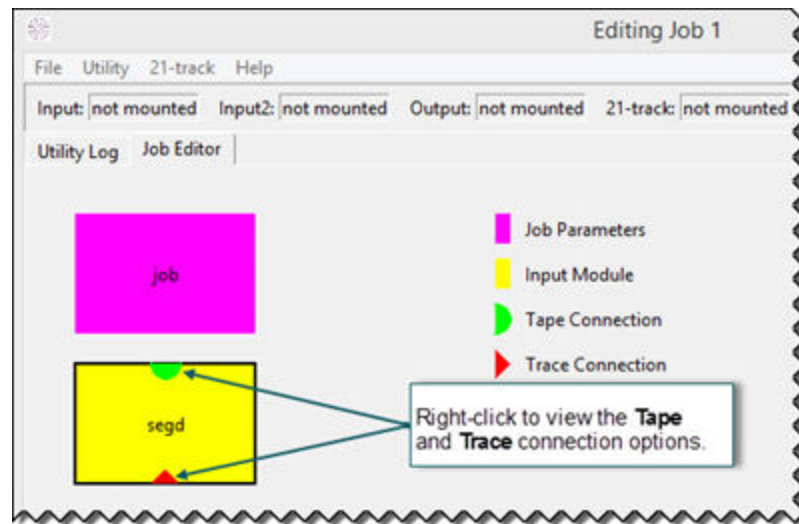 Editing Job 1
File Utility 21-track Help
Input: not mounted Input2: not mounted Output: not mounted 21-track: not mounted
Utility Log Job Editor
job
Job Parameters
Input Module
Tape Connection
Trace Connection
segd
Right-click to view the Tape
and Trace connection options.